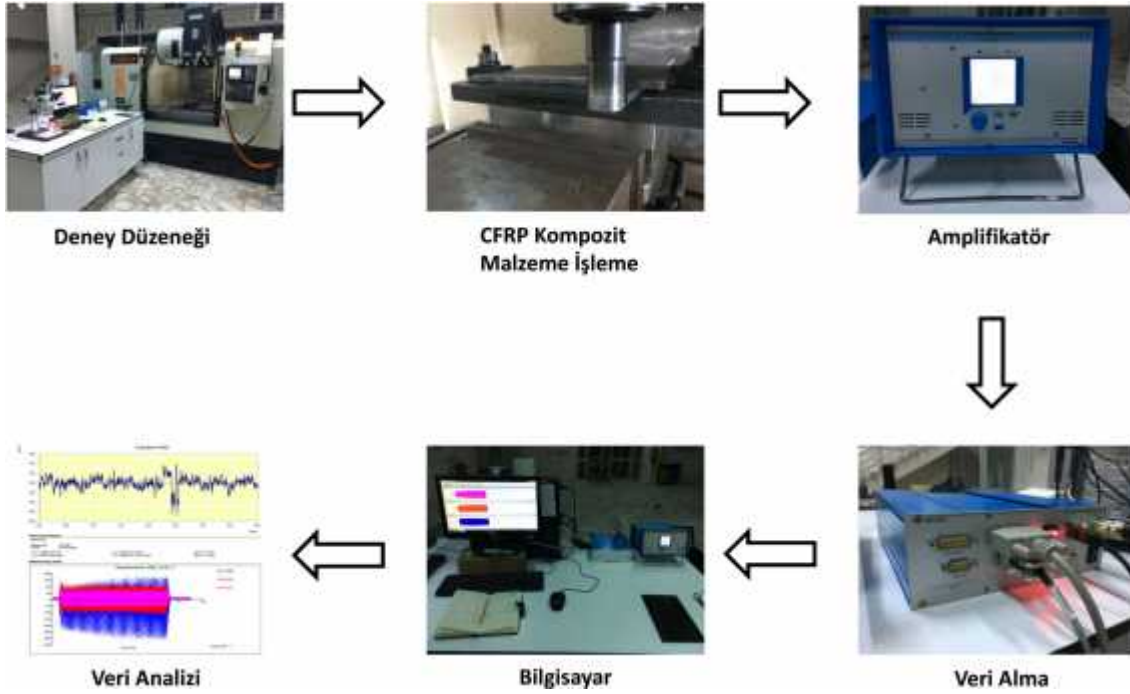 Deney Düzeneği
CFRP Kompozit
Malzeme İşleme
Amplifikatör
Veri Analizi
Bilgisayar
Veri Alma